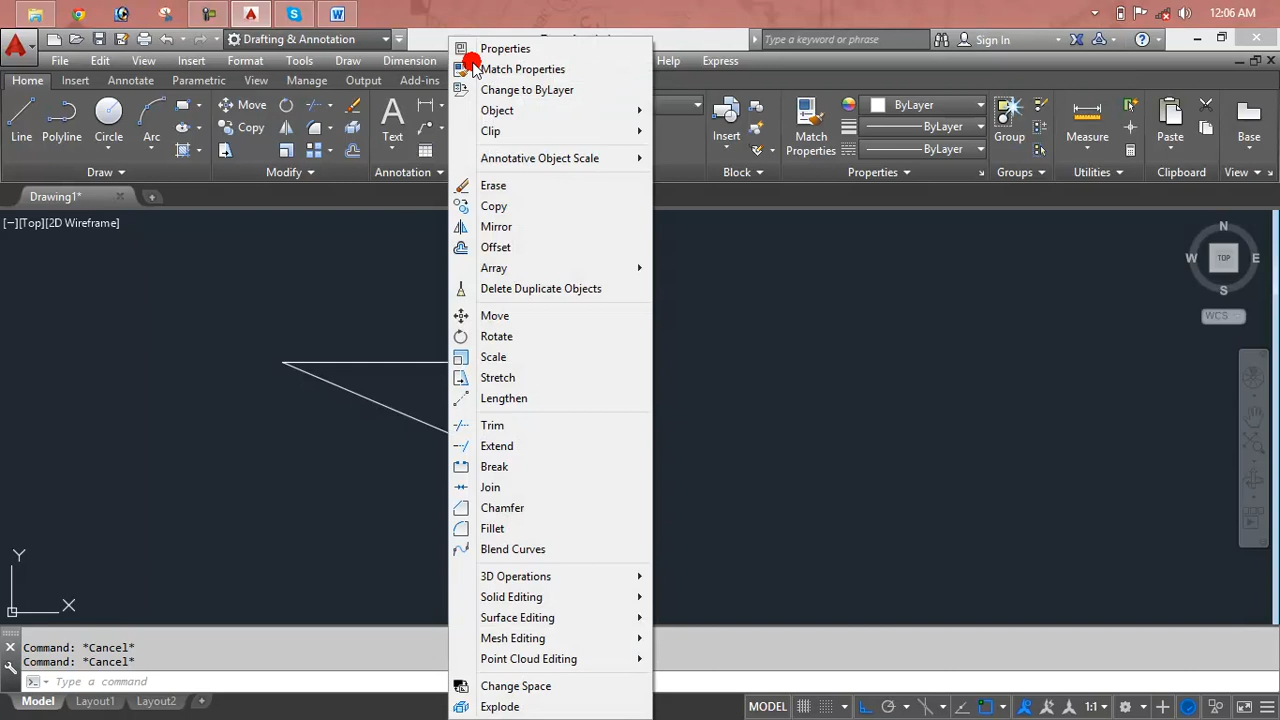 12:06 AM
Drafting & Annotation
Type a keyword or phrase
Sign In
File
Edit
View
Insert
Format
Tools
Draw
Dimension
Help
Express
Home
Insert
Annotate
Parametric
View
Manage
Output
Add-ins
Line
Polyline
Circle
Arc
Move
Copy
Text
Insert
Match
Properties
ByLayer
ByLayer
ByLayer
Group
Measure
Paste
Base
Draw
Modify
Annotation
Block
Properties
Groups
Utilities
Clipboard
View
Drawing1*
[−][Top][2D Wireframe]
Properties
Match Properties
Change to ByLayer
Object
Clip
Annotative Object Scale
Erase
Copy
Mirror
Offset
Array
Delete Duplicate Objects
Move
Rotate
Scale
Stretch
Lengthen
Trim
Extend
Break
Join
Chamfer
Fillet
Blend Curves
3D Operations
Solid Editing
Surface Editing
Mesh Editing
Point Cloud Editing
Change Space
Explode
N
W
TOP
E
S
WCS
Y
X
Command: *Cancel*
Command: *Cancel*
Type a command
Model
Layout1
Layout2
MODEL
1:1